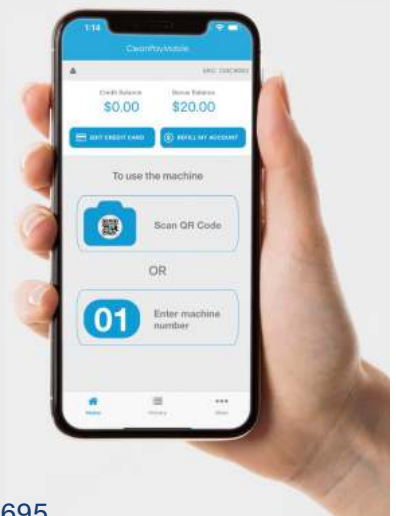 1:14
CleanPayMobile
Credit Balance Bonus Balance
$0.00 $20.00
EDIT CREDIT CARD REFILL MY ACCOUNT
To use the machine
Scan QR Code
OR
01 Enter machine
number
Home History More
695